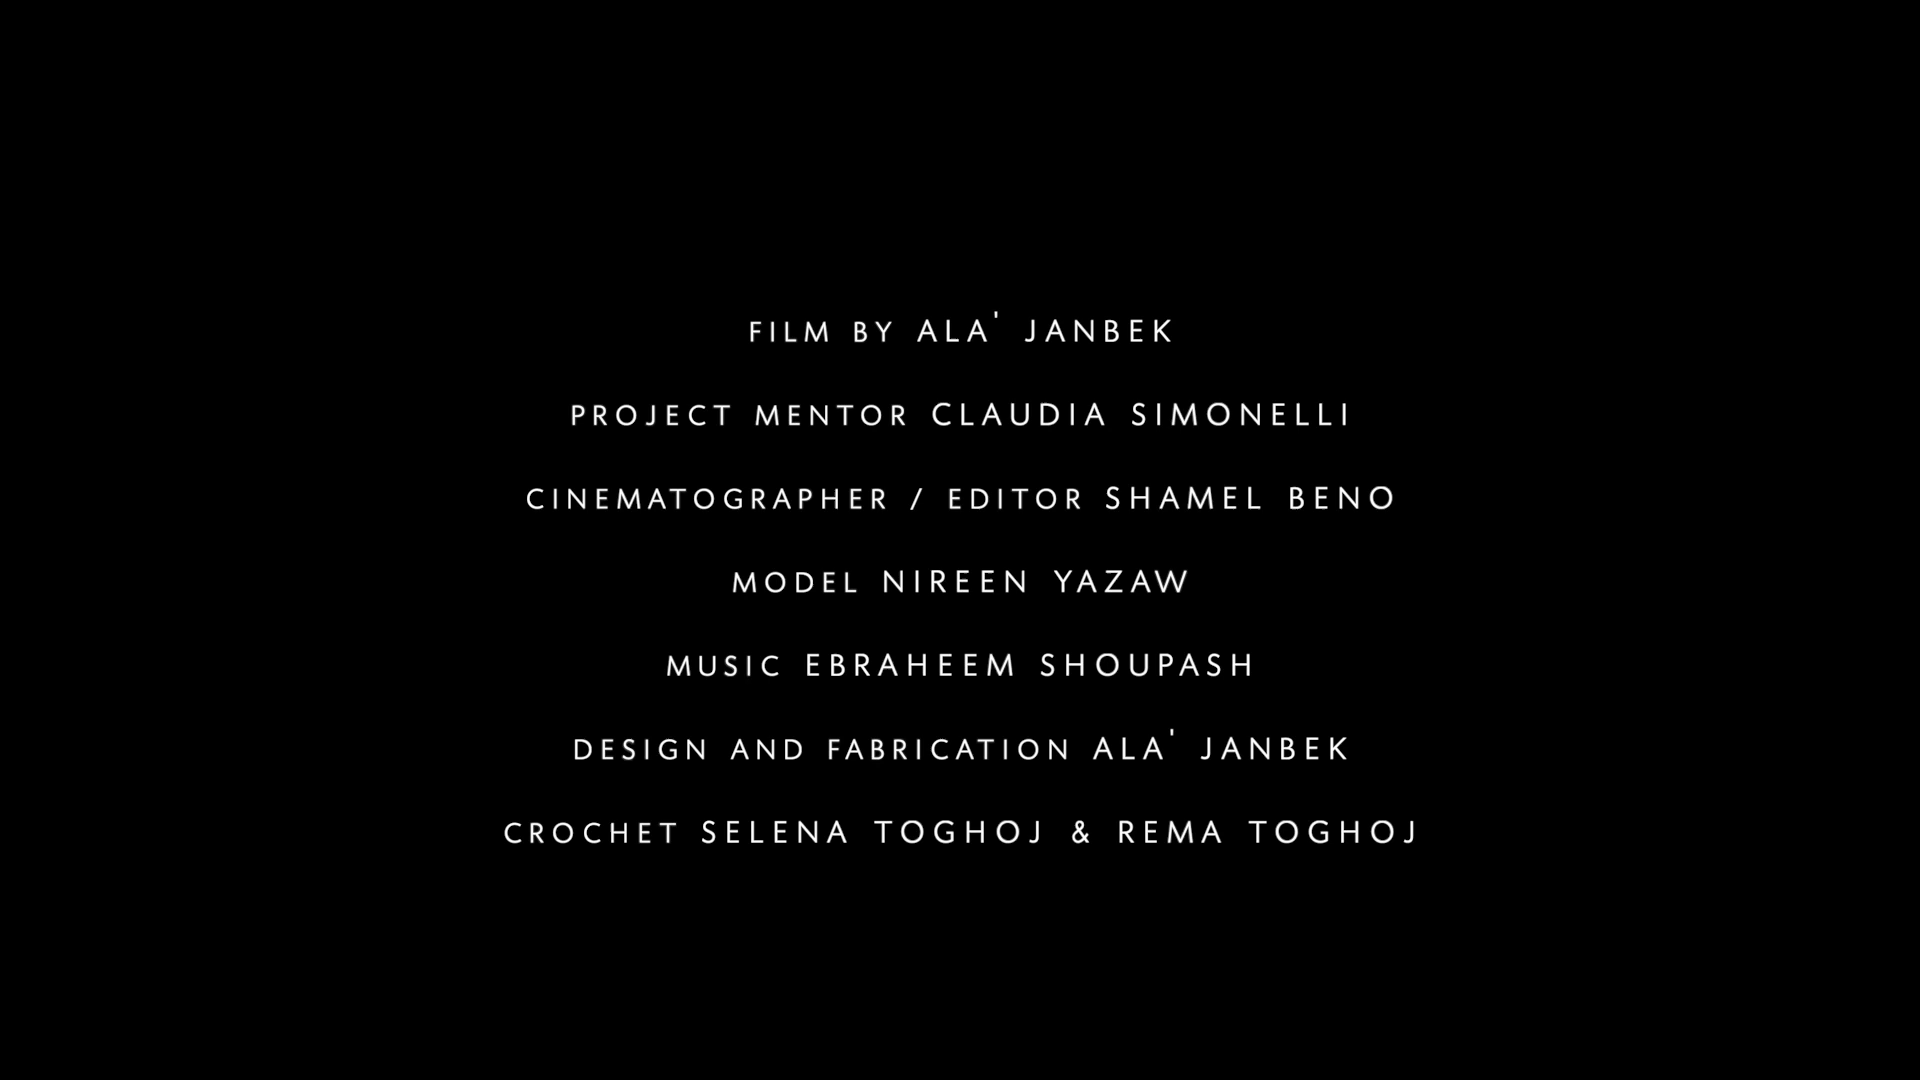 FILM BY ALA' JANBEK
PROJECT MENTOR CLAUDIA SIMONELLI
CINEMATOGRAPHER / EDITOR SHAMEL BENO
MODEL NIREEN YAZAW
MUSIC EBRAHEEM SHOUPASH
DESIGN AND FABRICATION ALA' JANBEK
CROCHET SELENA TOGHOJ & REMA TOGHOJ